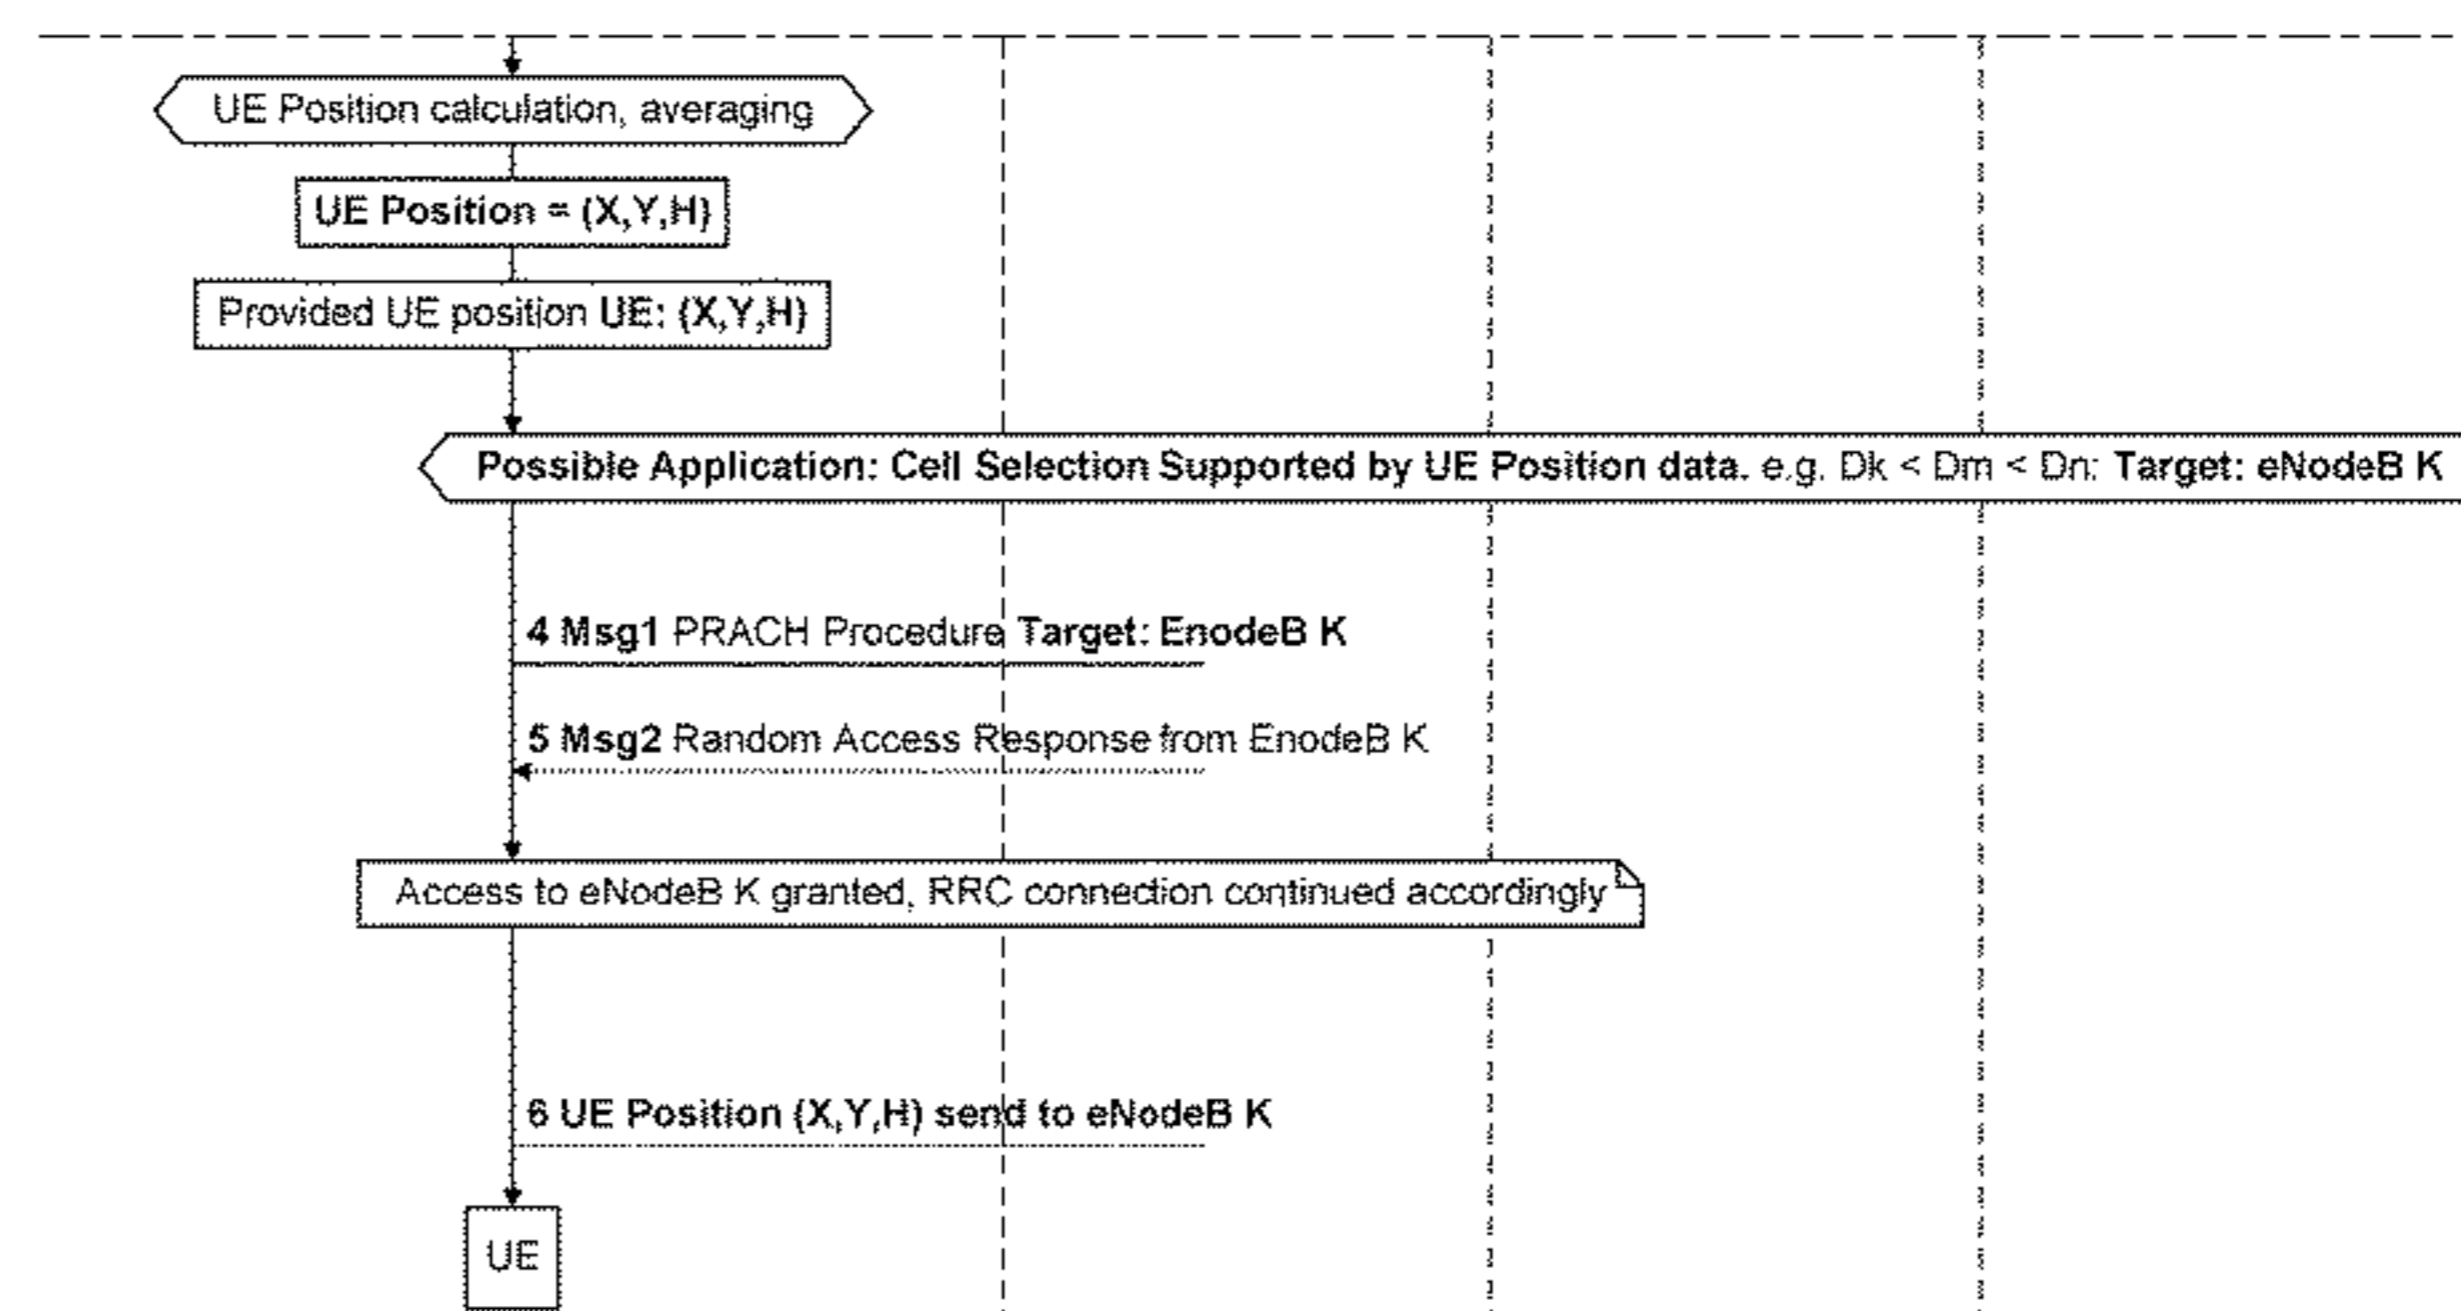 UE Position calculation, averaging
UE Position = (X,Y,H)
Provided UE position UE: (X,Y,H)
Possible Application: Cell Selection Supported by UE Position data. e.g. Dk < Dm < Dn: Target: eNodeB K
4 Msg1 PRACH Procedure Target: EnodeB K
5 Msg2 Random Access Response from EnodeB K
Access to eNodeB K granted, RRC connection continued accordingly
6 UE Position (X,Y,H) send to eNodeB K
UE